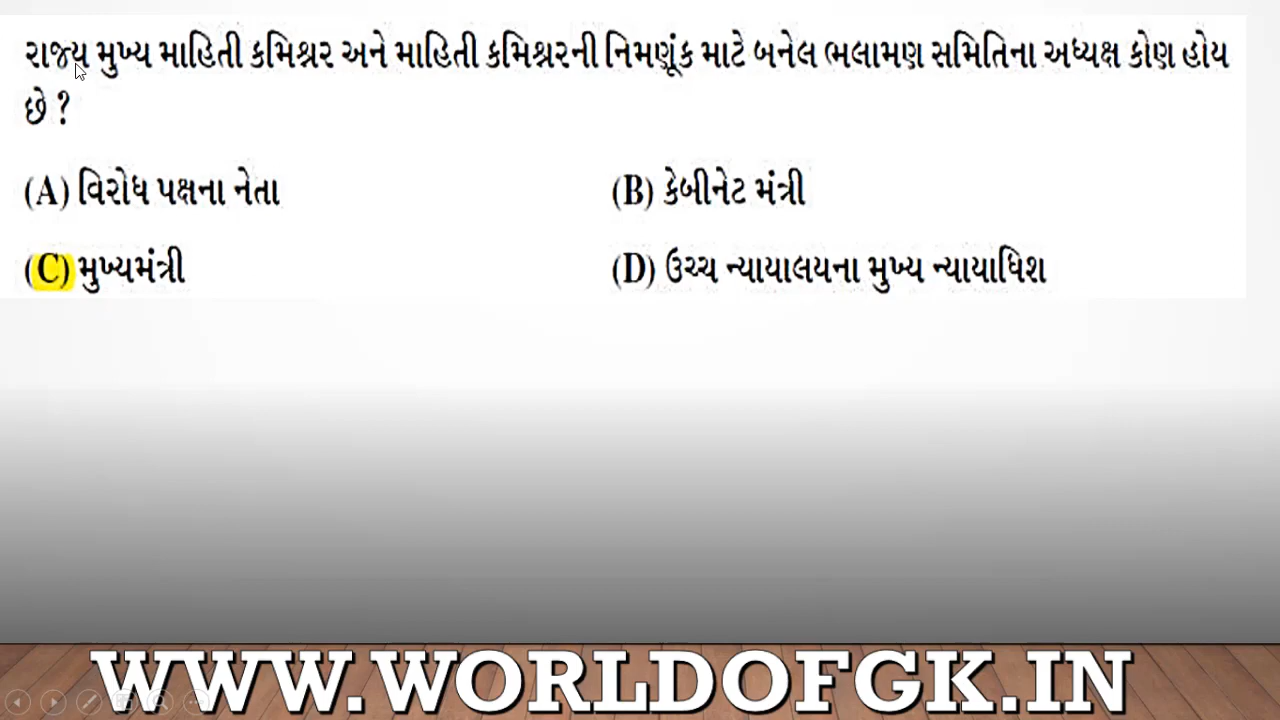 રાજ્ય મુખ્ય માહિતી કમિશ્નર અને માહિતી કમિશ્નરની નિમણૂંક માટે બનેલ ભલામણ સમિતિના અધ્યક્ષ કોણ હોય
છે ?
(A) વિરોધ પક્ષના નેતા (B) કેબીનેટ મંત્રી
(C) મુખ્યમંત્રી (D) ઉચ્ચ ન્યાયાલયના મુખ્ય ન્યાયાધિશ
WWW.WORLDOFGK.IN